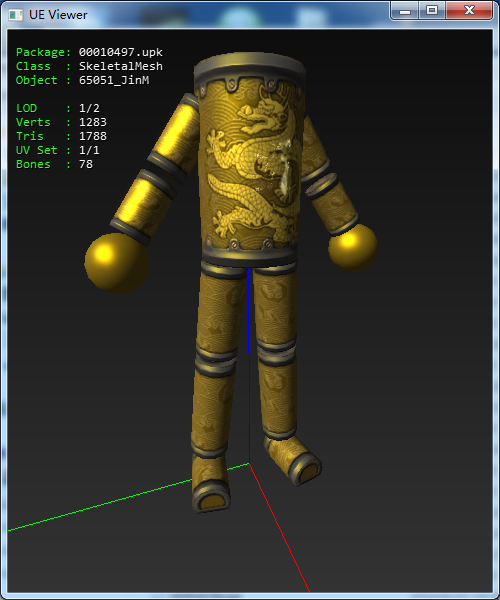 UE Viewer
Package: 00010497.upk
Class : SkeletalMesh
Object : 65051_JinM
LOD : 1/2
Verts : 1283
Tris : 1788
UV Set : 1/1
Bones : 78